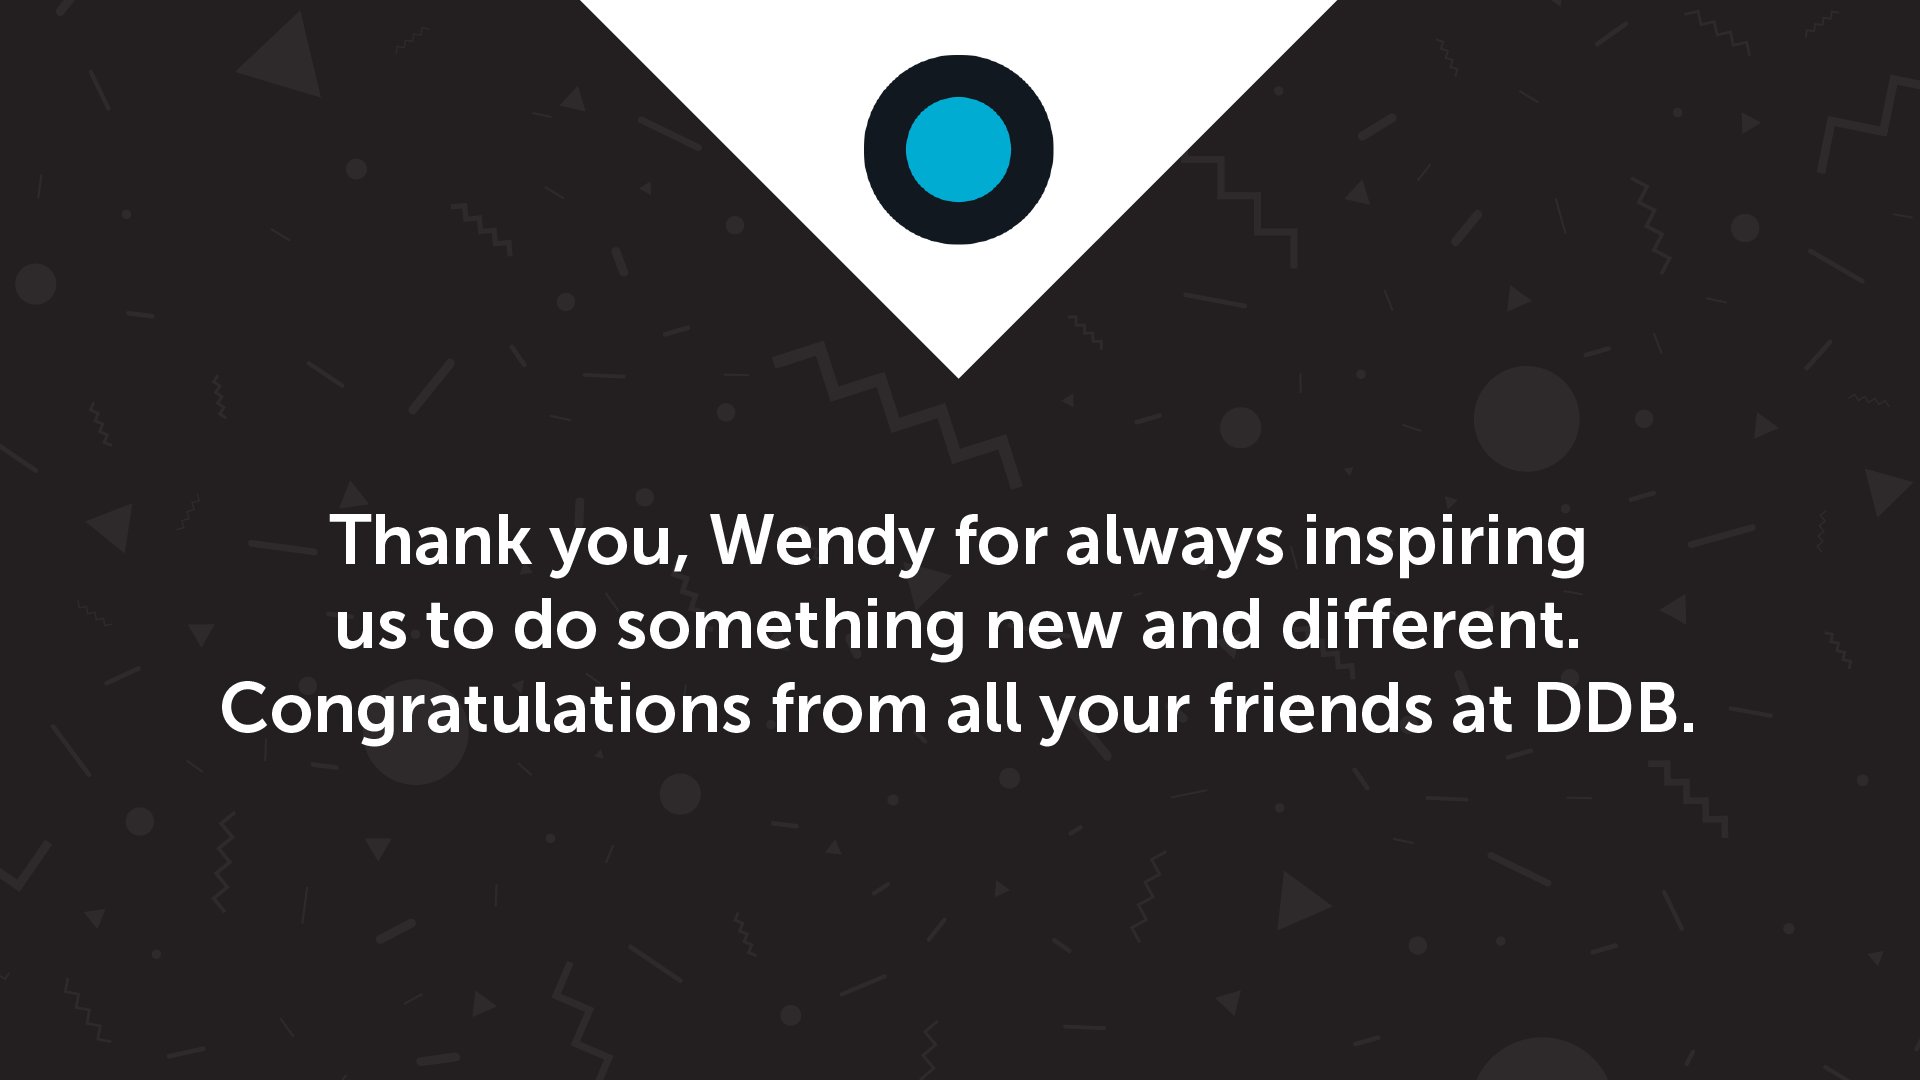 Thank you, Wendy for always inspiring
us to do something new and different.
Congratulations from all your friends at DDB.